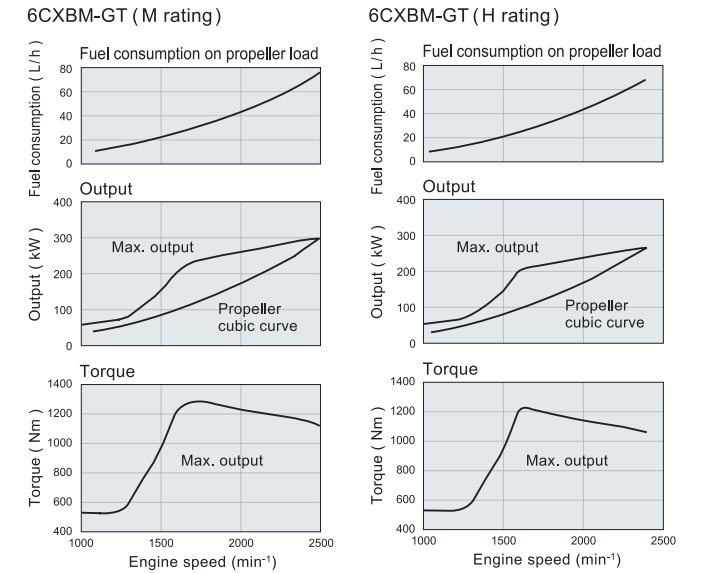 6CXBM-GT ( M rating )
Fuel consumption on propeller load
Fuel consumption ( L/h )
80
60
40
20
0
Output
Output ( kW )
400
300
200
100
0
Max. output
Propeller
cubic curve
Torque
Torque ( Nm )
1400
1200
1000
800
600
400
Max. output
1000 1500 2000 2500
Engine speed (min⁻¹)
6CXBM-GT ( H rating )
Fuel consumption on propeller load
Fuel consumption ( L/h )
80
60
40
20
0
Output
Output ( kW )
400
300
200
100
0
Max. output
Propeller
cubic curve
Torque
Torque ( Nm )
1400
1200
1000
800
600
400
Max. output
1000 1500 2000 2500
Engine speed (min⁻¹)